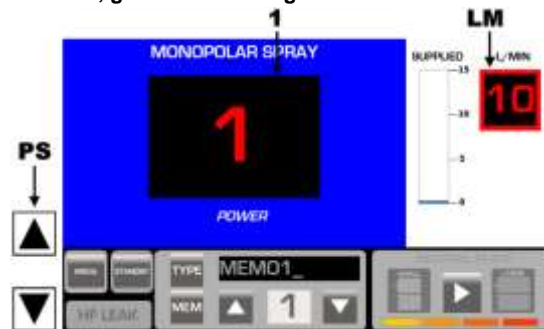 1 LM
MONOPOLAR SPRAY
SUPPLIED L/MIN
15
10
1
10
PS
5
POWER
0
TYPE MEMO1_
STANDBY
MEM 1
HF LEAK